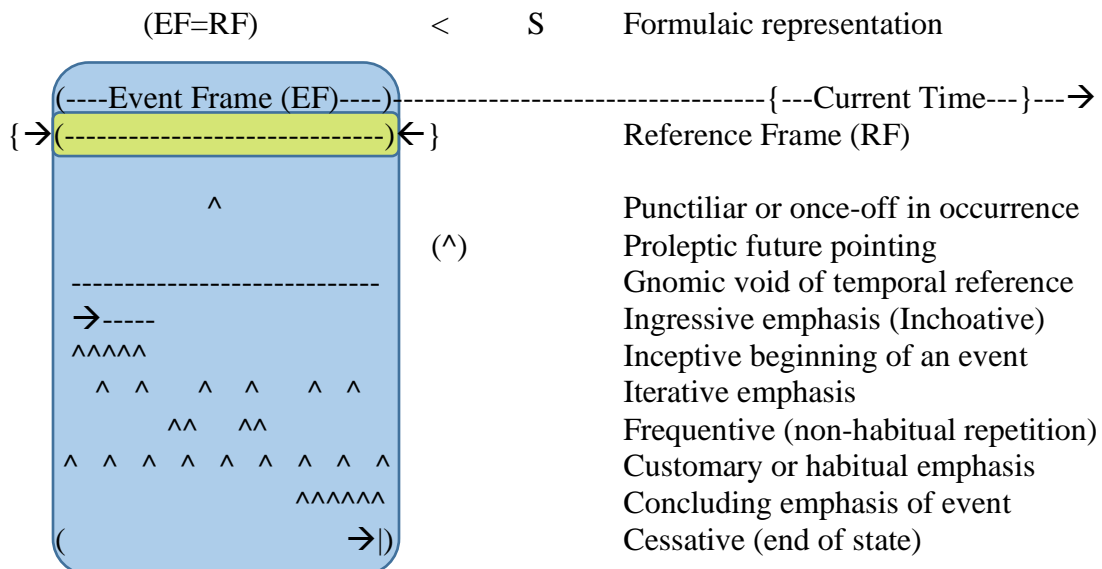 (EF=RF) < S Formulaic representation
(----Event Frame (EF)----)-----------------------------------{---Current Time---}---→
{→(------------------------------)←} Reference Frame (RF)
^ Punctiliar or once-off in occurrence
(^) Proleptic future pointing
----------------------------- Gnomic void of temporal reference
→----- Ingressive emphasis (Inchoative)
^^^^^ Inceptive beginning of an event
^ ^ ^ ^ ^ ^ Iterative emphasis
^^ ^^ Frequentive (non-habitual repetition)
^ ^ ^ ^ ^ ^ ^ ^ ^ Customary or habitual emphasis
^^^^^^ Concluding emphasis of event
( →|) Cessative (end of state)